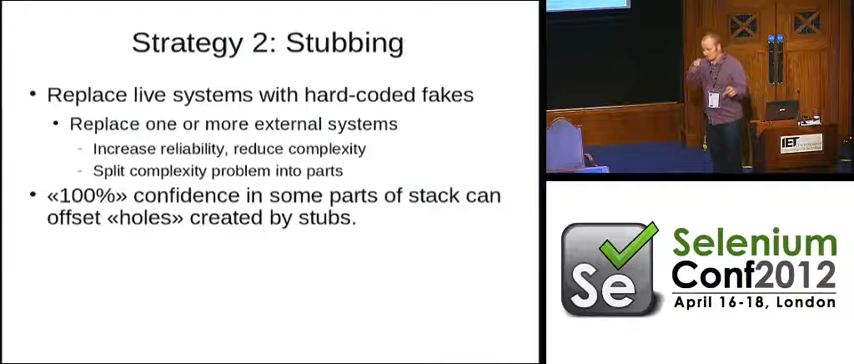 Strategy 2: Stubbing
• Replace live systems with hard-coded fakes
• Replace one or more external systems
- Increase reliability, reduce complexity
- Split complexity problem into parts
• «100%» confidence in some parts of stack can
offset «holes» created by stubs.
IET
Se
Selenium
Conf2012
April 16-18, London